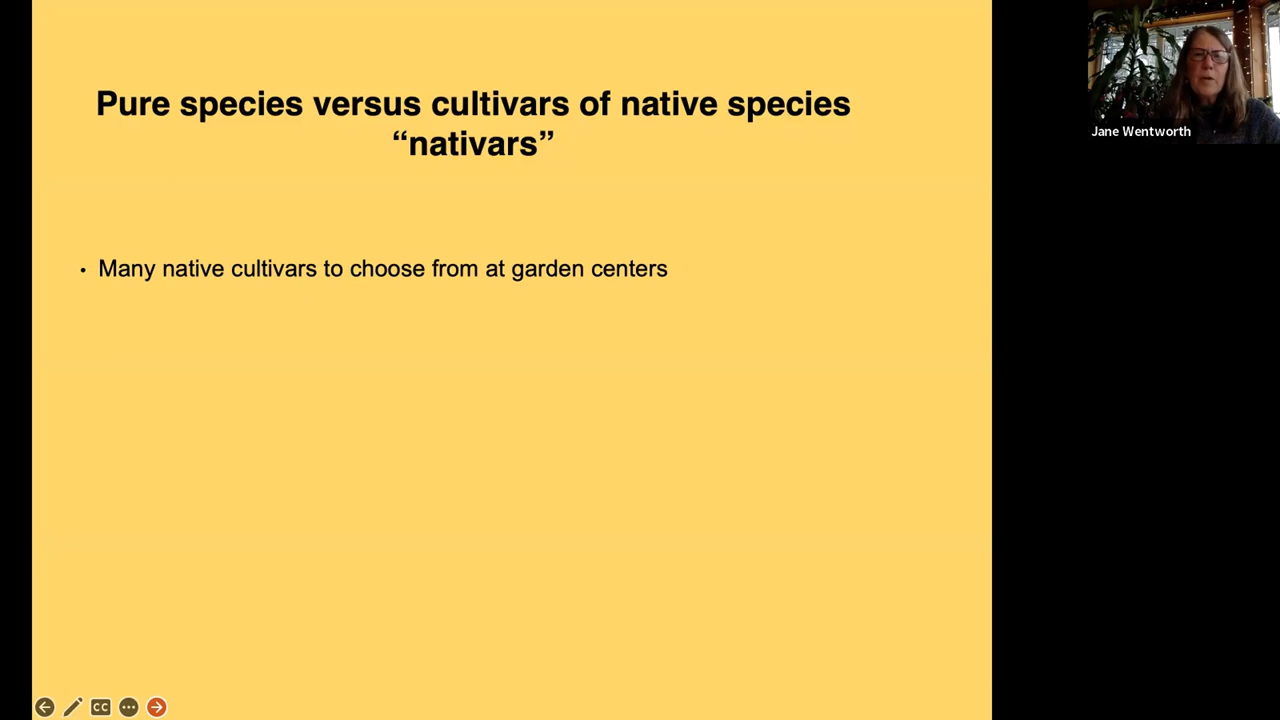 Pure species versus cultivars of native species
“nativars”
• Many native cultivars to choose from at garden centers
Jane Wentworth
CC